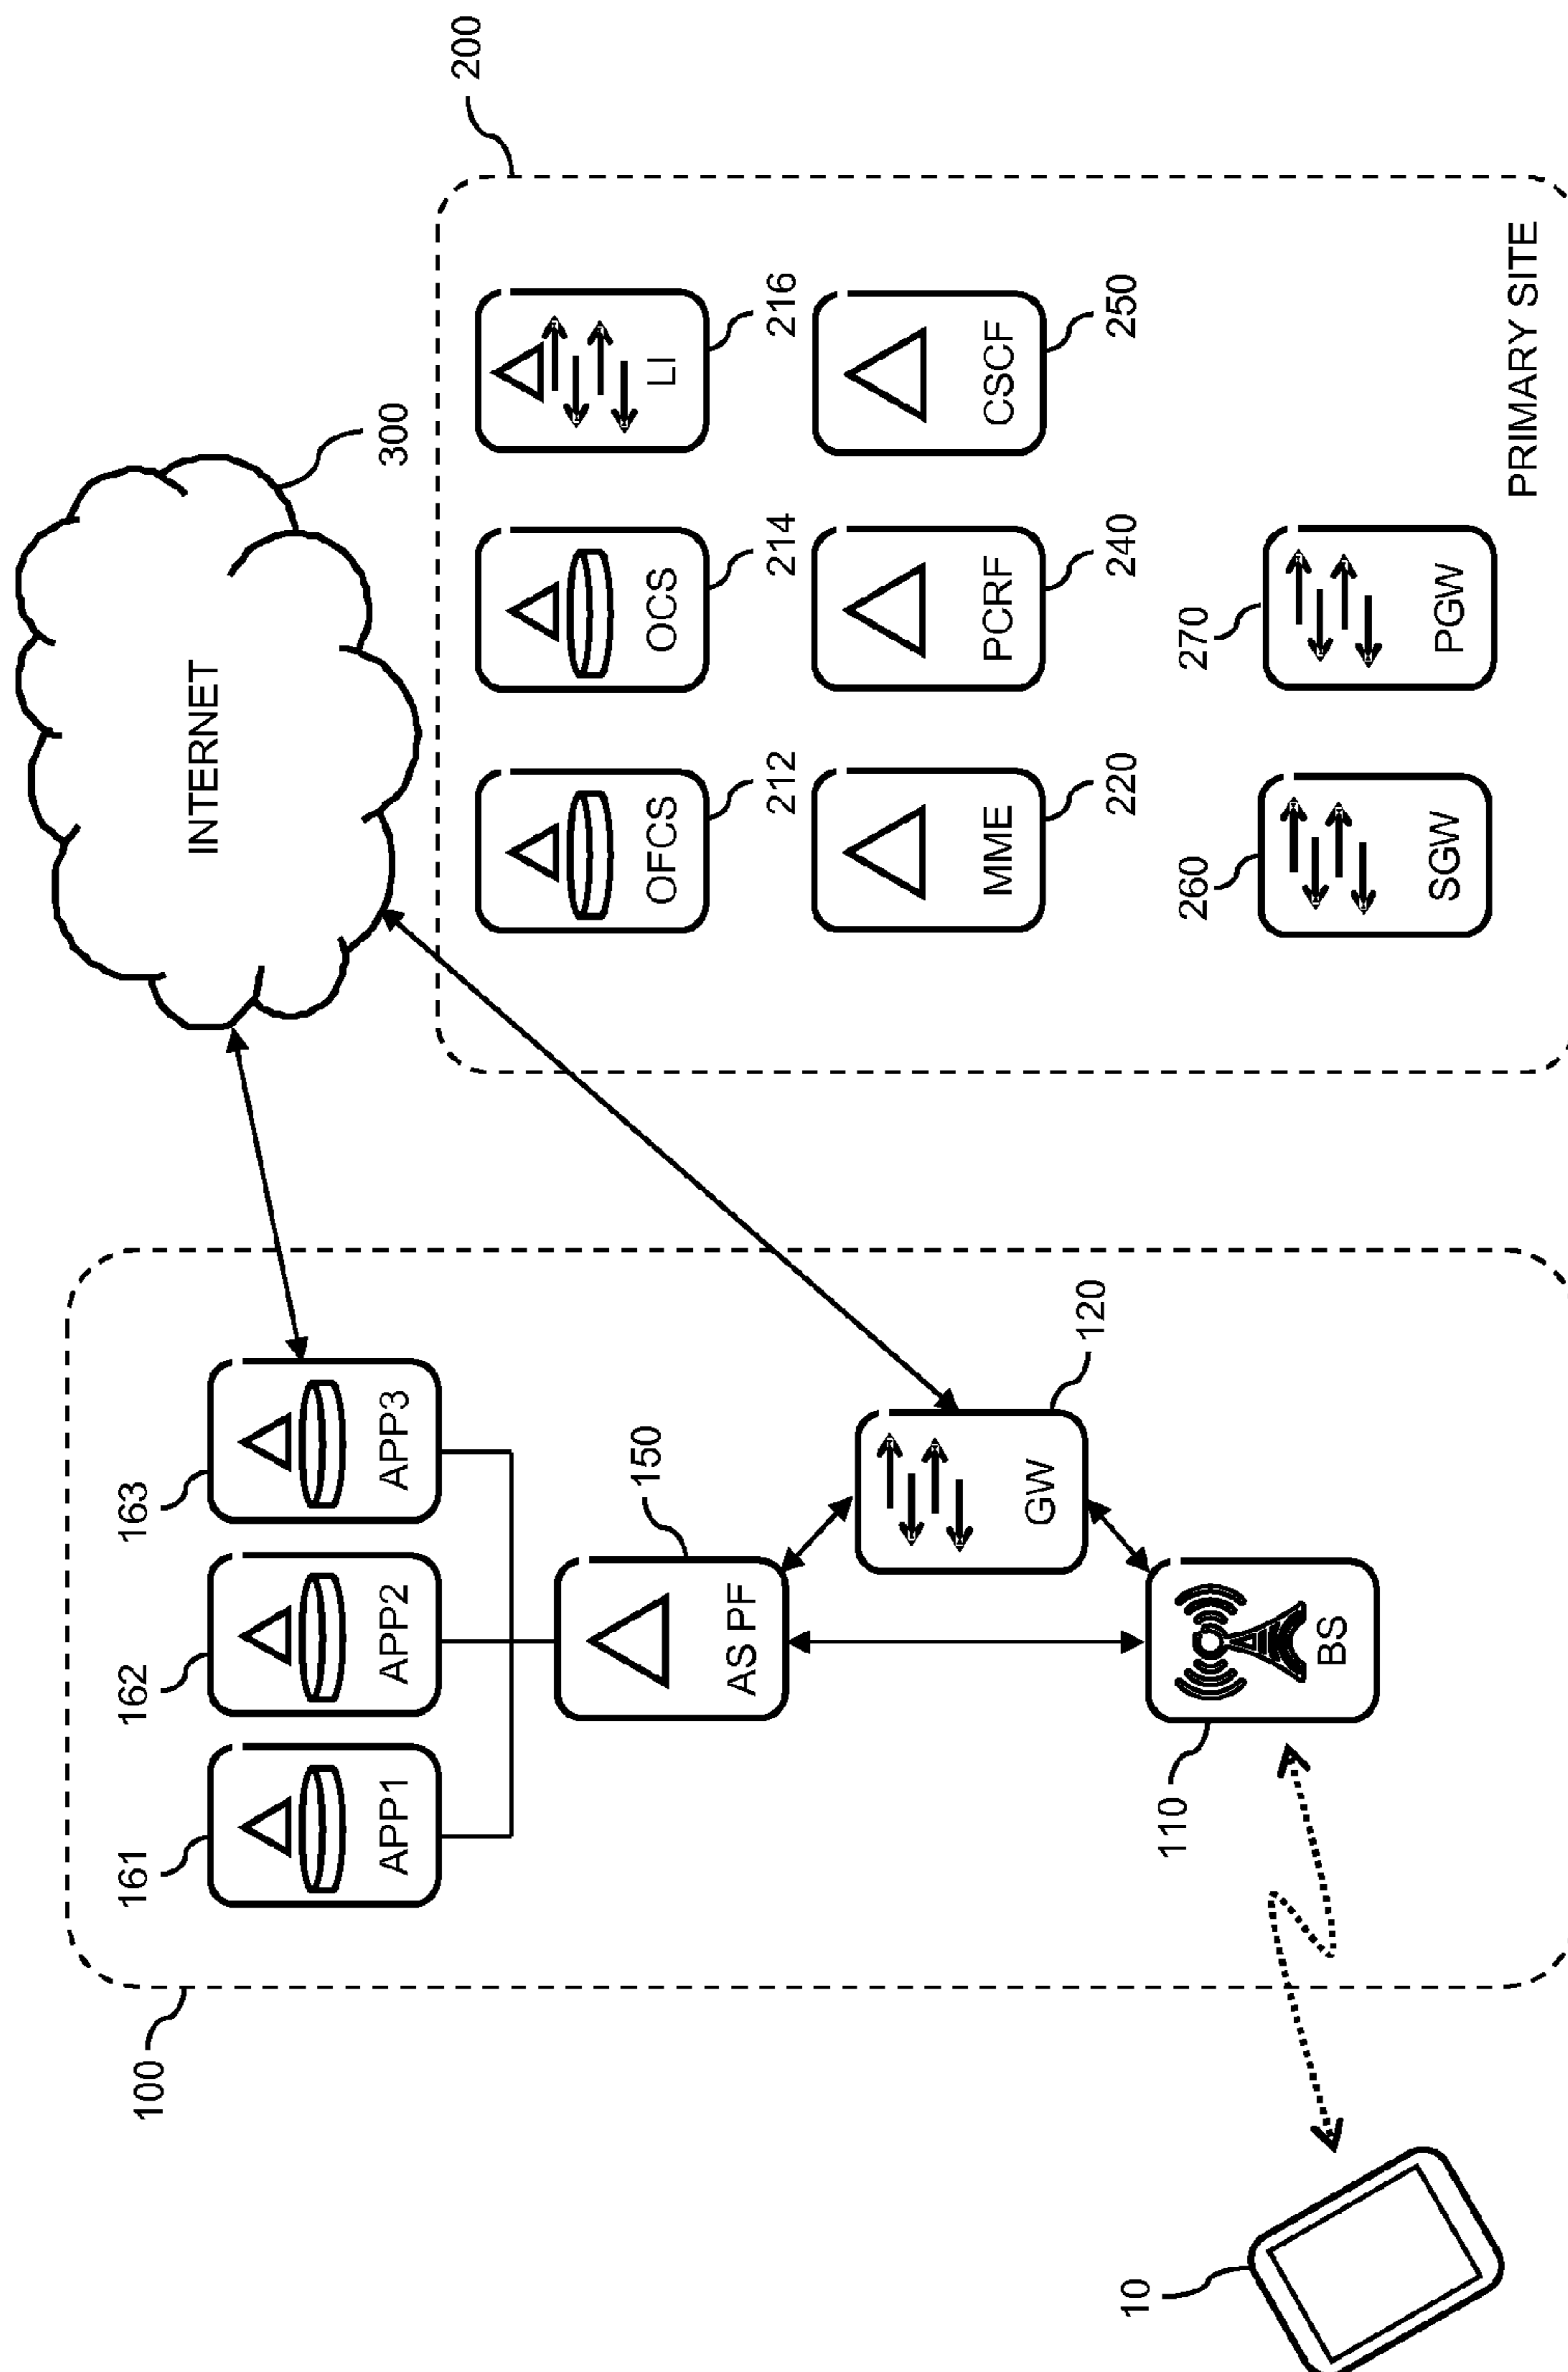 INTERNET
300
200
100
161
162
163
APP1
APP2
APP3
OFCS
OCS
LI
212
214
216
150
AS PF
MME
PCRF
CSCF
220
240
250
GW
120
260
270
110
BS
SGW
PGW
10
PRIMARY SITE